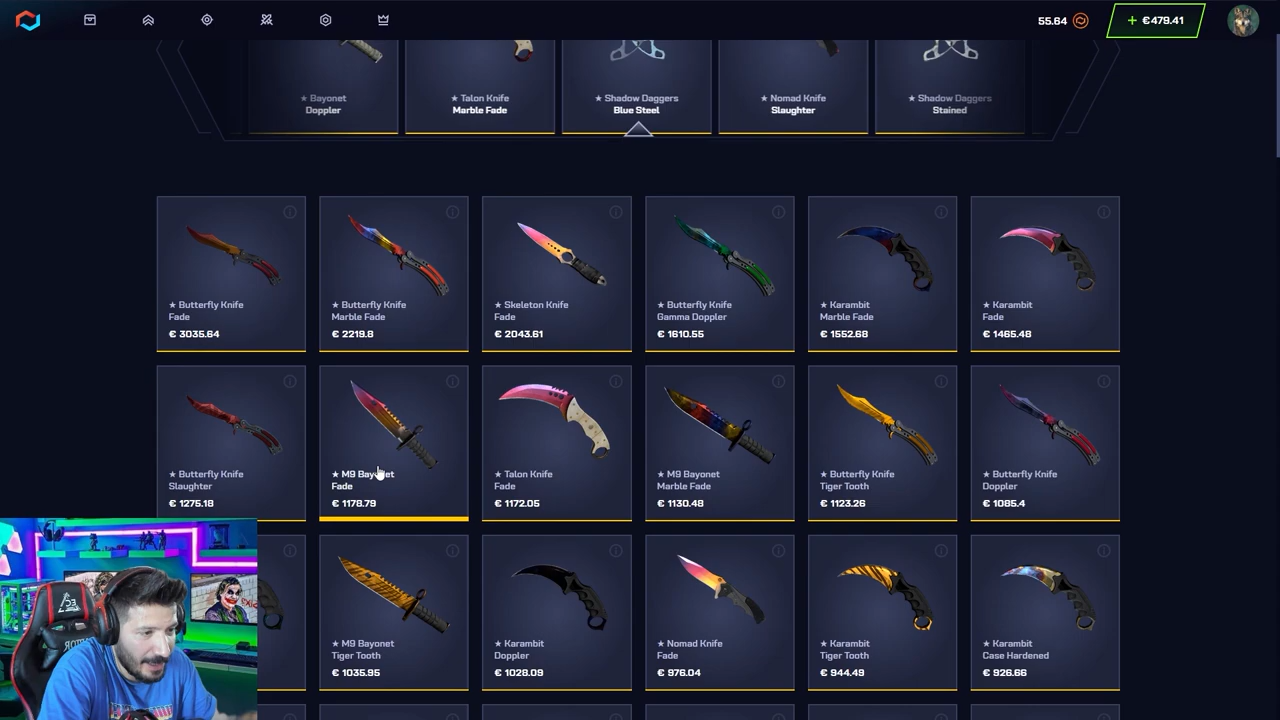 55.64
+ €479.41
★ Bayonet
Doppler
★ Talon Knife
Marble Fade
★ Shadow Daggers
Blue Steel
★ Nomad Knife
Slaughter
★ Shadow Daggers
Stained
★ Butterfly Knife
Fade
€ 3035.64
★ Butterfly Knife
Marble Fade
€ 2219.8
★ Skeleton Knife
Fade
€ 2043.61
★ Butterfly Knife
Gamma Doppler
€ 1610.55
★ Karambit
Marble Fade
€ 1552.68
★ Karambit
Fade
€ 1465.48
★ Butterfly Knife
Slaughter
€ 1275.18
★ M9 Bayonet
Fade
€ 1178.79
★ Talon Knife
Fade
€ 1172.05
★ M9 Bayonet
Marble Fade
€ 1130.48
★ Butterfly Knife
Tiger Tooth
€ 1123.26
★ Butterfly Knife
Doppler
€ 1085.4
★ M9 Bayonet
Tiger Tooth
€ 1035.95
★ Karambit
Doppler
€ 1028.09
★ Nomad Knife
Fade
€ 976.04
★ Karambit
Tiger Tooth
€ 944.49
★ Karambit
Case Hardened
€ 926.66